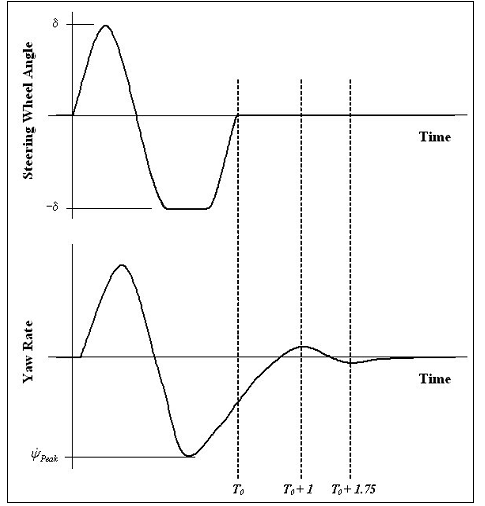 δ
Steering Wheel Angle
Time
−δ
Yaw Rate
Time
ψ̇Peak
T0
T0 + 1
T0 + 1.75